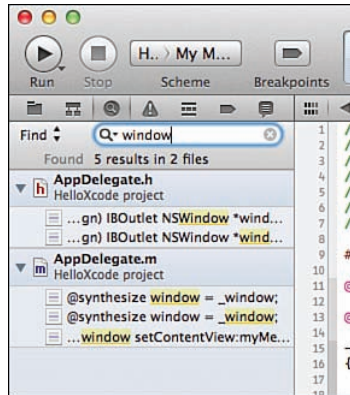 H.. › My M...
Run
Stop
Scheme
Breakpoints
Find
window
Found 5 results in 2 files
h AppDelegate.h
HelloXcode project
...gn) IBOutlet NSWindow *wind...
...gn) IBOutlet NSWindow *wind...
m AppDelegate.m
HelloXcode project
@synthesize window = _window;
@synthesize window = _window;
...window setContentView:myMe...
1 /
2 /
3 /
4 /
5 /
6 /
7 /
8
9 #
10
11 @
12
13 @
14
15 _
16 {
17
18